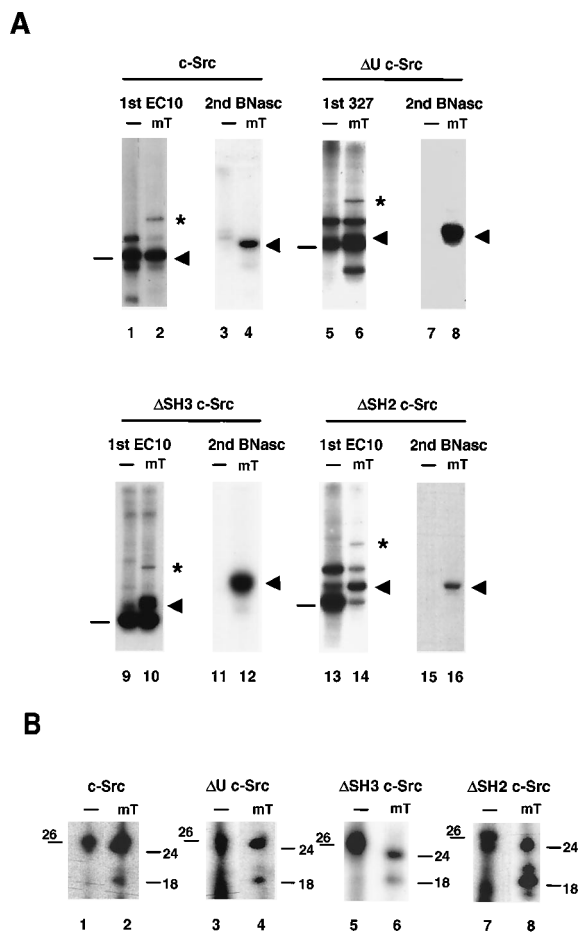 A
c-Src ΔU c-Src
1st EC10 2nd BNasc 1st 327 2nd BNasc
– mT – mT – mT – mT
* *
1 2 3 4 5 6 7 8
ΔSH3 c-Src ΔSH2 c-Src
1st EC10 2nd BNasc 1st EC10 2nd BNasc
– mT – mT – mT – mT
* *
9 10 11 12 13 14 15 16
B
c-Src ΔU c-Src ΔSH3 c-Src ΔSH2 c-Src
– mT – mT – mT – mT
26 26 26 26
24 24 24 24
18 18 18 18
1 2 3 4 5 6 7 8